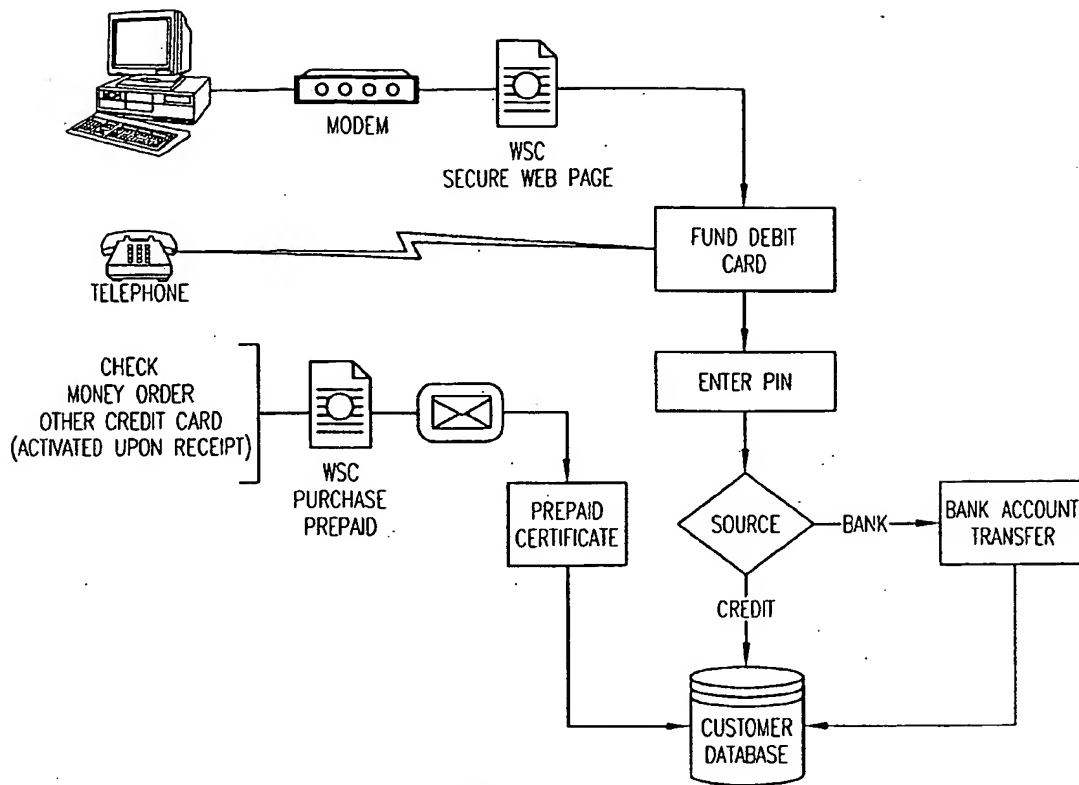 MODEM
WSC
SECURE WEB PAGE
FUND DEBIT
CARD
TELEPHONE
CHECK
MONEY ORDER
OTHER CREDIT CARD
(ACTIVATED UPON RECEIPT)
WSC
PURCHASE
PREPAID
ENTER PIN
PREPAID
CERTIFICATE
SOURCE
BANK
BANK ACCOUNT
TRANSFER
CREDIT
CUSTOMER
DATABASE